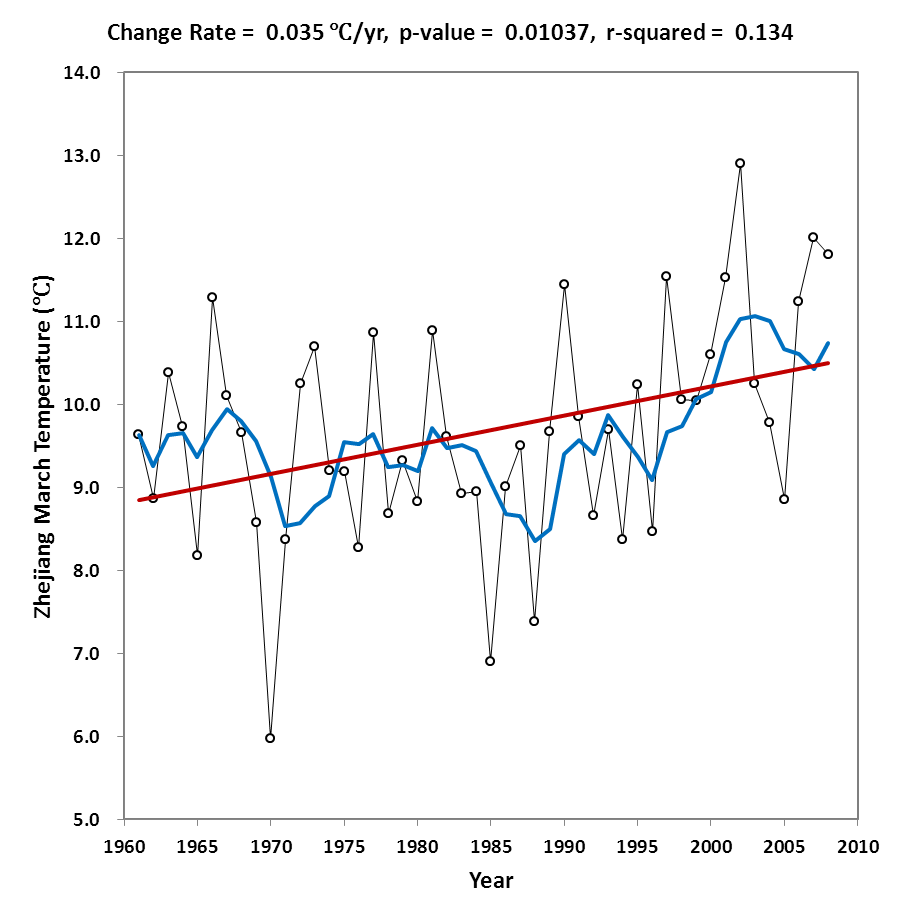 Change Rate = 0.035 ℃/yr, p-value = 0.01037, r-squared = 0.134
14.0
13.0
12.0
11.0
10.0
9.0
8.0
7.0
6.0
5.0
Zhejiang March Temperature (℃)
1960 1965 1970 1975 1980 1985 1990 1995 2000 2005 2010
Year